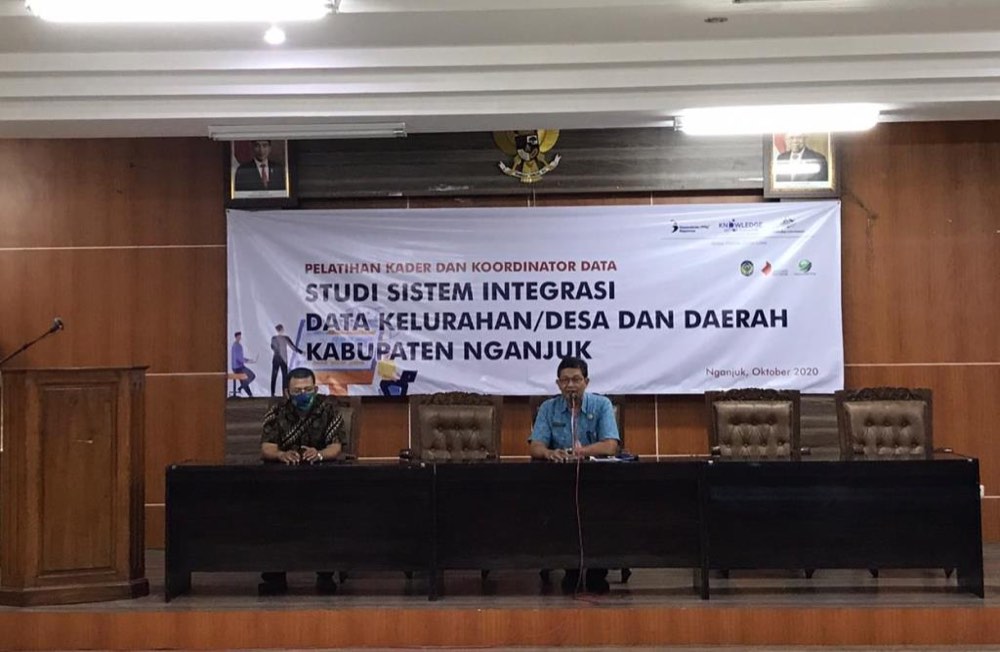 KNOWLEDGE
PELATIHAN KADER DAN KOORDINATOR DATA
STUDI SISTEM INTEGRASI
DATA KELURAHAN/DESA DAN DAERAH
KABUPATEN NGANJUK
Nganjuk, Oktober 2020